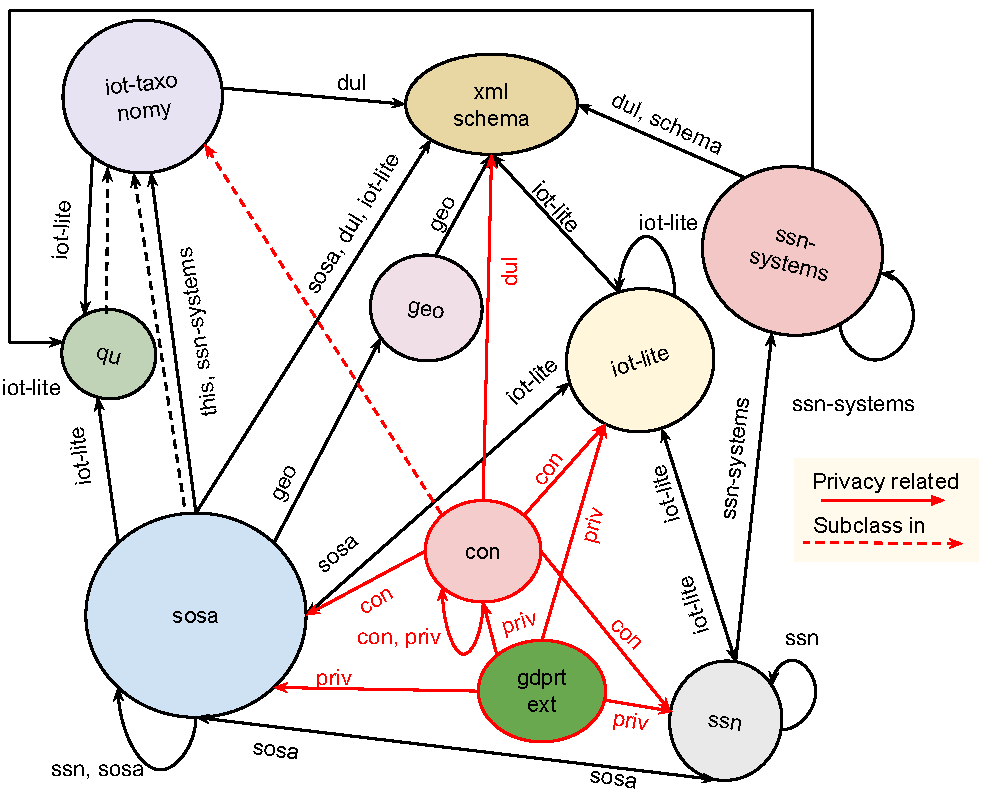 iot-taxo
nomy
dul
xml
schema
dul, schema
iot-lite
sosa, dul, iot-lite
geo
iot-lite
iot-lite
ssn-
systems
this, ssn-systems
dul
geo
qu
iot-lite
iot-lite
iot-lite
ssn-systems
iot-lite
geo
con
ssn-systems
iot-lite
Privacy related
Subclass in
priv
sosa
con
con
iot-lite
sosa
con, priv
priv
con
ssn
priv
gdprt
ext
priv
ssn
ssn, sosa
sosa
sosa